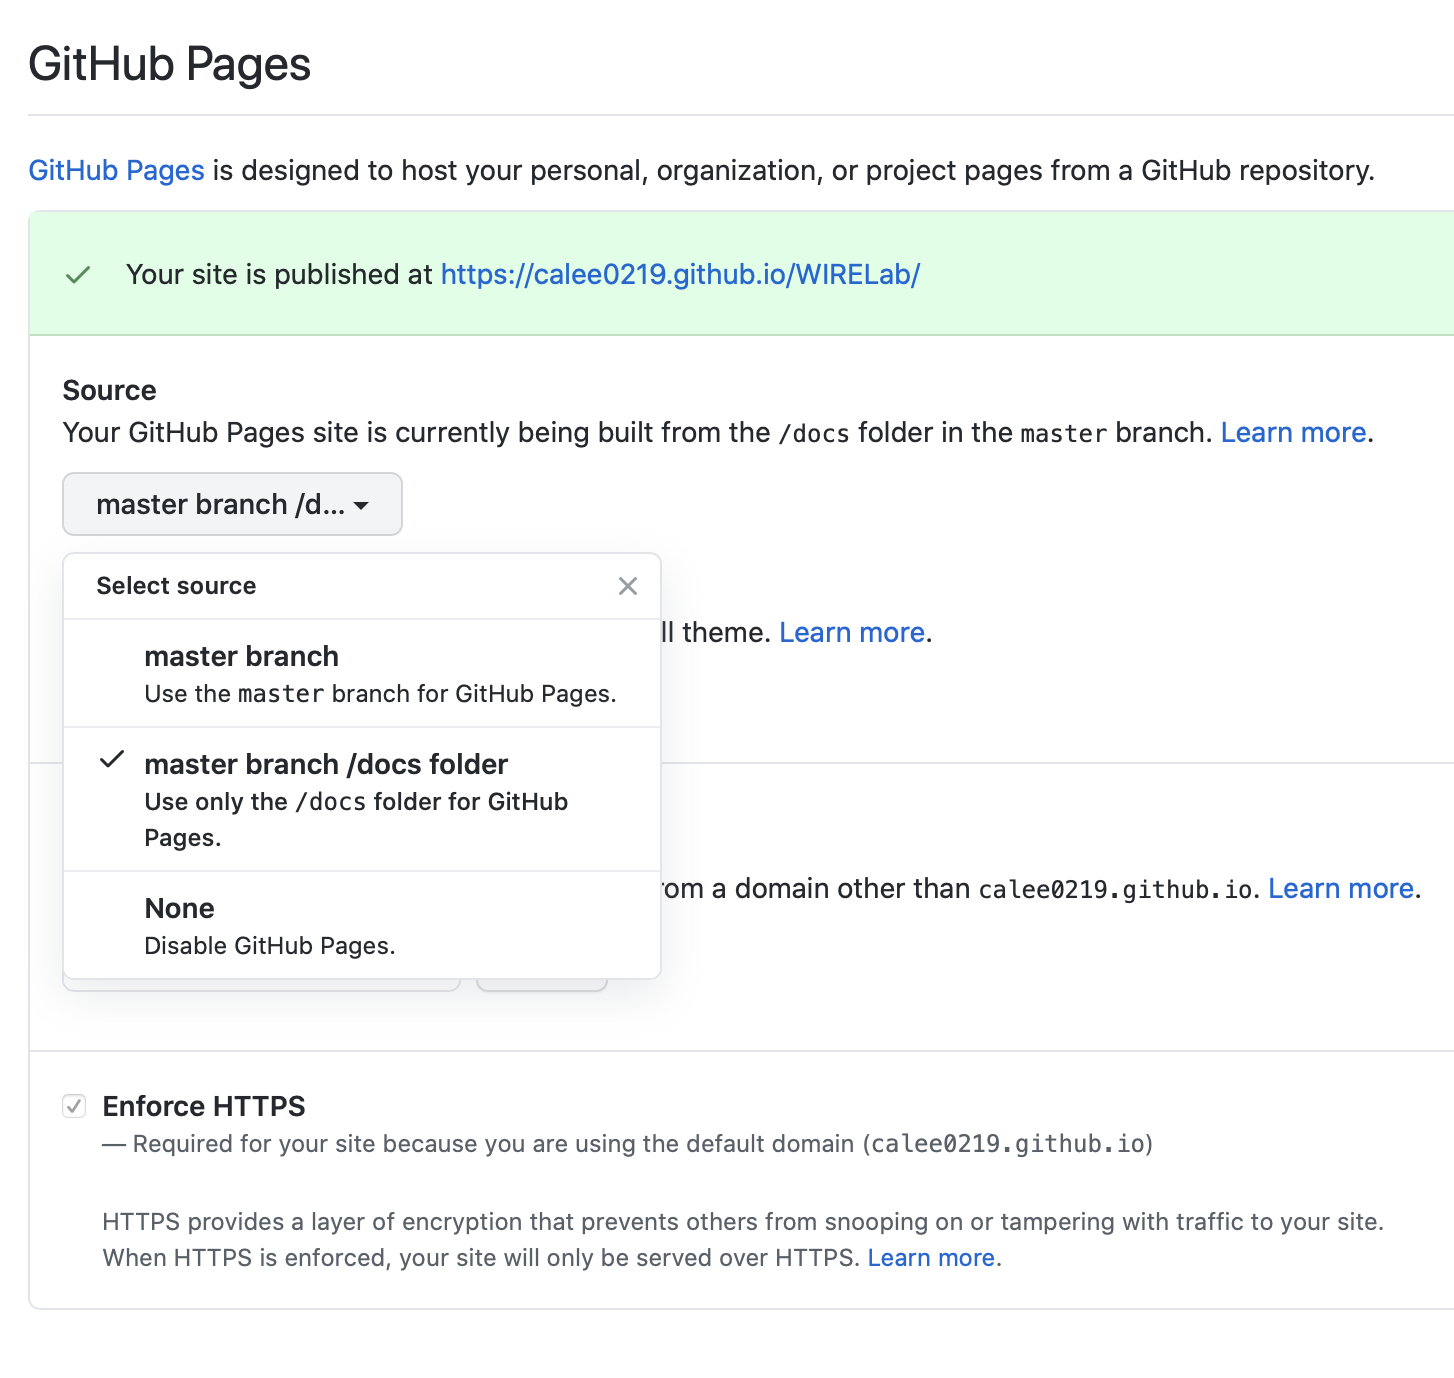 GitHub Pages
GitHub Pages is designed to host your personal, organization, or project pages from a GitHub repository.
Your site is published at https://calee0219.github.io/WIRELab/
Source
Your GitHub Pages site is currently being built from the /docs folder in the master branch. Learn more.
master branch /d...
Select source
ll theme. Learn more.
master branch
Use the master branch for GitHub Pages.
master branch /docs folder
Use only the /docs folder for GitHub
Pages.
a domain other than calee0219.github.io. Learn more.
None
Disable GitHub Pages.
Enforce HTTPS
— Required for your site because you are using the default domain (calee0219.github.io)
HTTPS provides a layer of encryption that prevents others from snooping on or tampering with traffic to your site.
When HTTPS is enforced, your site will only be served over HTTPS. Learn more.